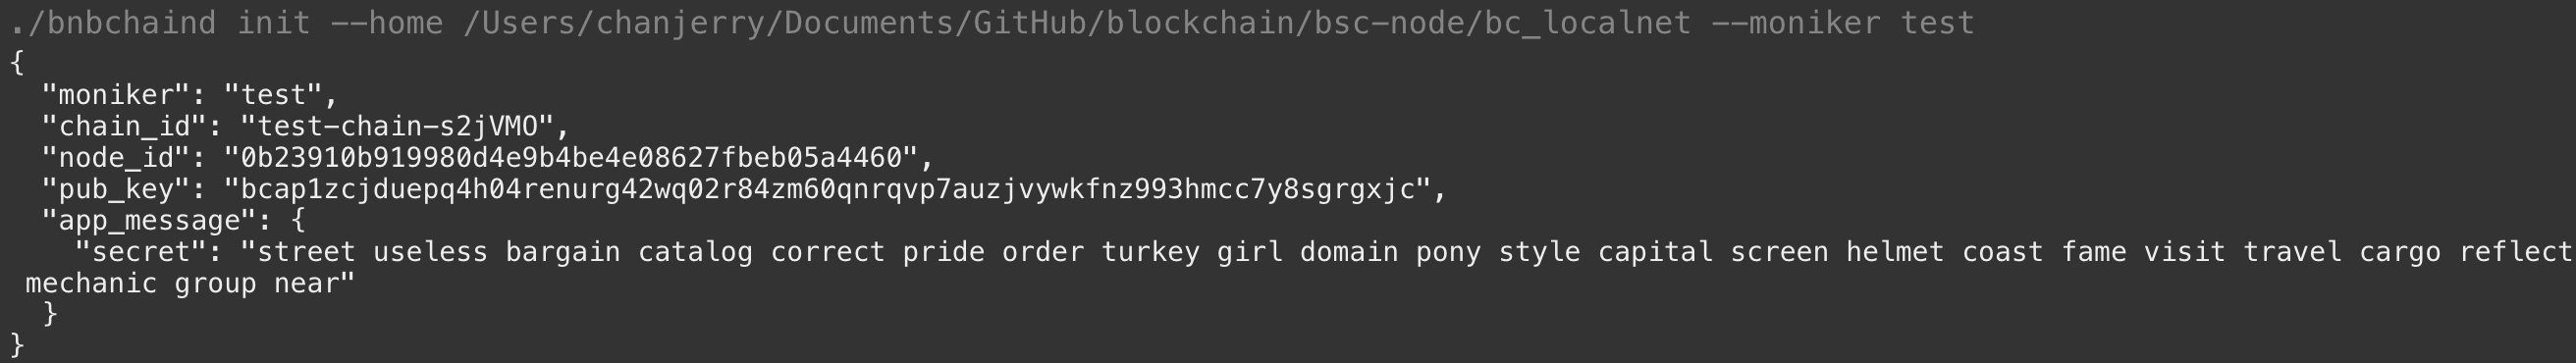 ./bnbchaind init --home /Users/chanjerry/Documents/GitHub/blockchain/bsc-node/bc_localnet --moniker test
{
  "moniker": "test",
  "chain_id": "test-chain-s2jVMO",
  "node_id": "0b23910b919980d4e9b4be4e08627fbeb05a4460",
  "pub_key": "bcap1zcjduepq4h04renurg42wq02r84zm60qnrqvp7auzjvywkfnz993hmcc7y8sgrgxjc",
  "app_message": {
    "secret": "street useless bargain catalog correct pride order turkey girl domain pony style capital screen helmet coast fame visit travel cargo reflect
 mechanic group near"
  }
}